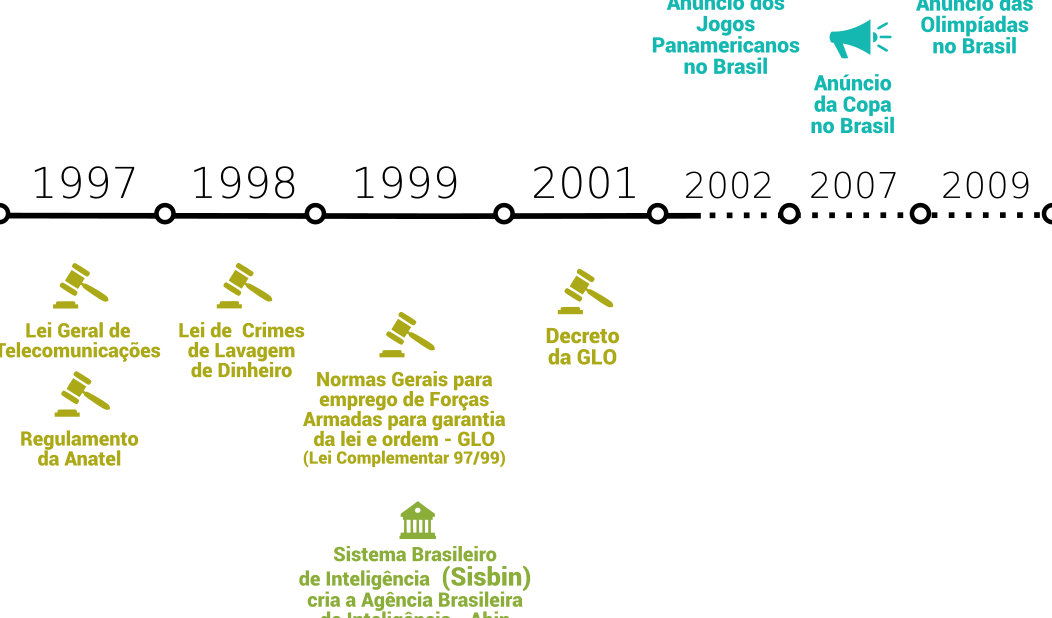 Anúncio dos
Jogos
Panamericanos
no Brasil
Anúncio
da Copa
no Brasil
Anúncio das
Olimpíadas
no Brasil
1997
1998
1999
2001
2002
2007
2009
Lei Geral de
Telecomunicações
Regulamento
da Anatel
Lei de Crimes
de Lavagem
de Dinheiro
Normas Gerais para
emprego de Forças
Armadas para garantia
da lei e ordem - GLO
(Lei Complementar 97/99)
Decreto
da GLO
Sistema Brasileiro
de Inteligência (Sisbin)
cria a Agência Brasileira
de Inteligência - Abin